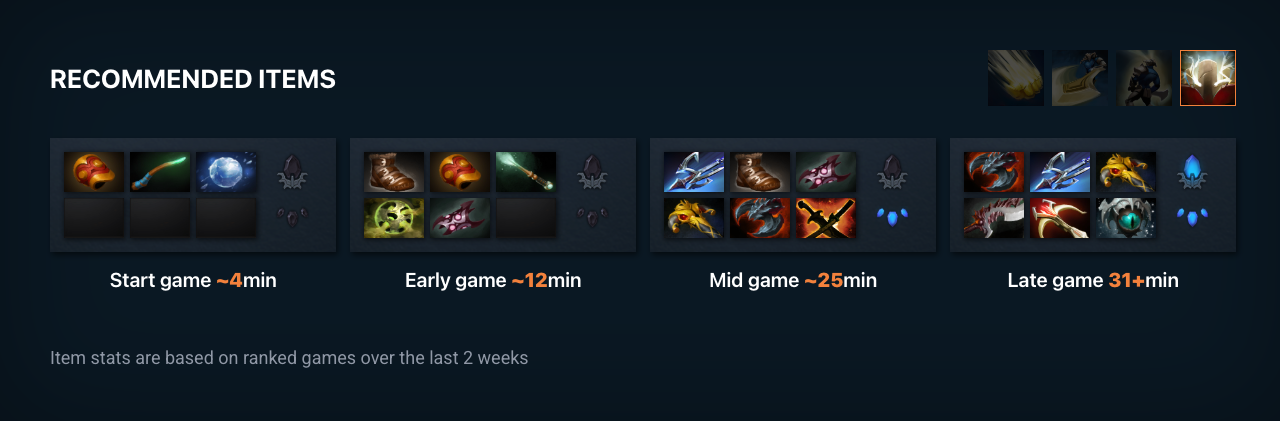 RECOMMENDED ITEMS
Start game ~4min
Early game ~12min
Mid game ~25min
Late game 31+min
Item stats are based on ranked games over the last 2 weeks